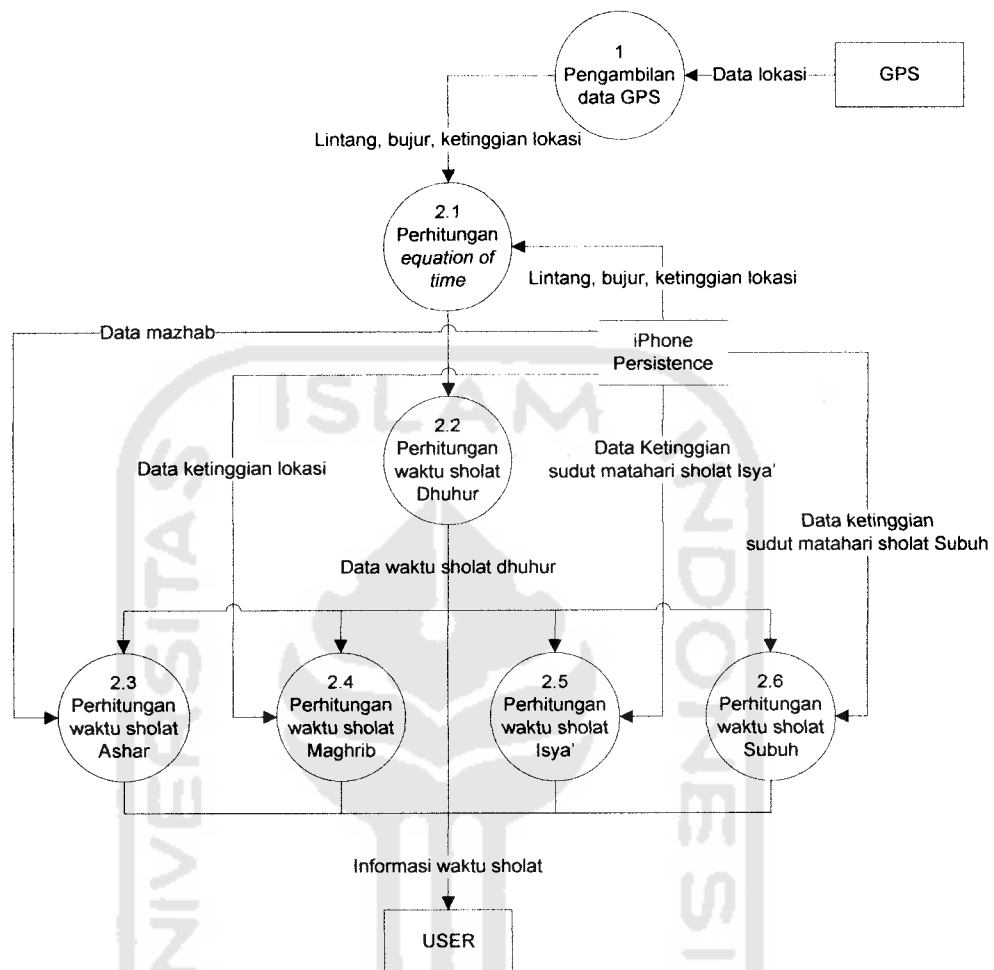 1
Pengambilan
data GPS
Data lokasi
GPS
Lintang, bujur, ketinggian lokasi
2.1
Perhitungan
equation of
time
Lintang, bujur, ketinggian lokasi
Data mazhab
iPhone
Persistence
ISLAM
2.2
Perhitungan
waktu sholat
Dhuhur
Data ketinggian lokasi
Data Ketinggian
sudut matahari sholat Isya'
Data ketinggian
sudut matahari sholat Subuh
Data waktu sholat dhuhur
2.3
Perhitungan
waktu sholat
Ashar
2.4
Perhitungan
waktu sholat
Maghrib
2.5
Perhitungan
waktu sholat
Isya'
2.6
Perhitungan
waktu sholat
Subuh
Informasi waktu sholat
USER
NIVERSITAS
NDONESI